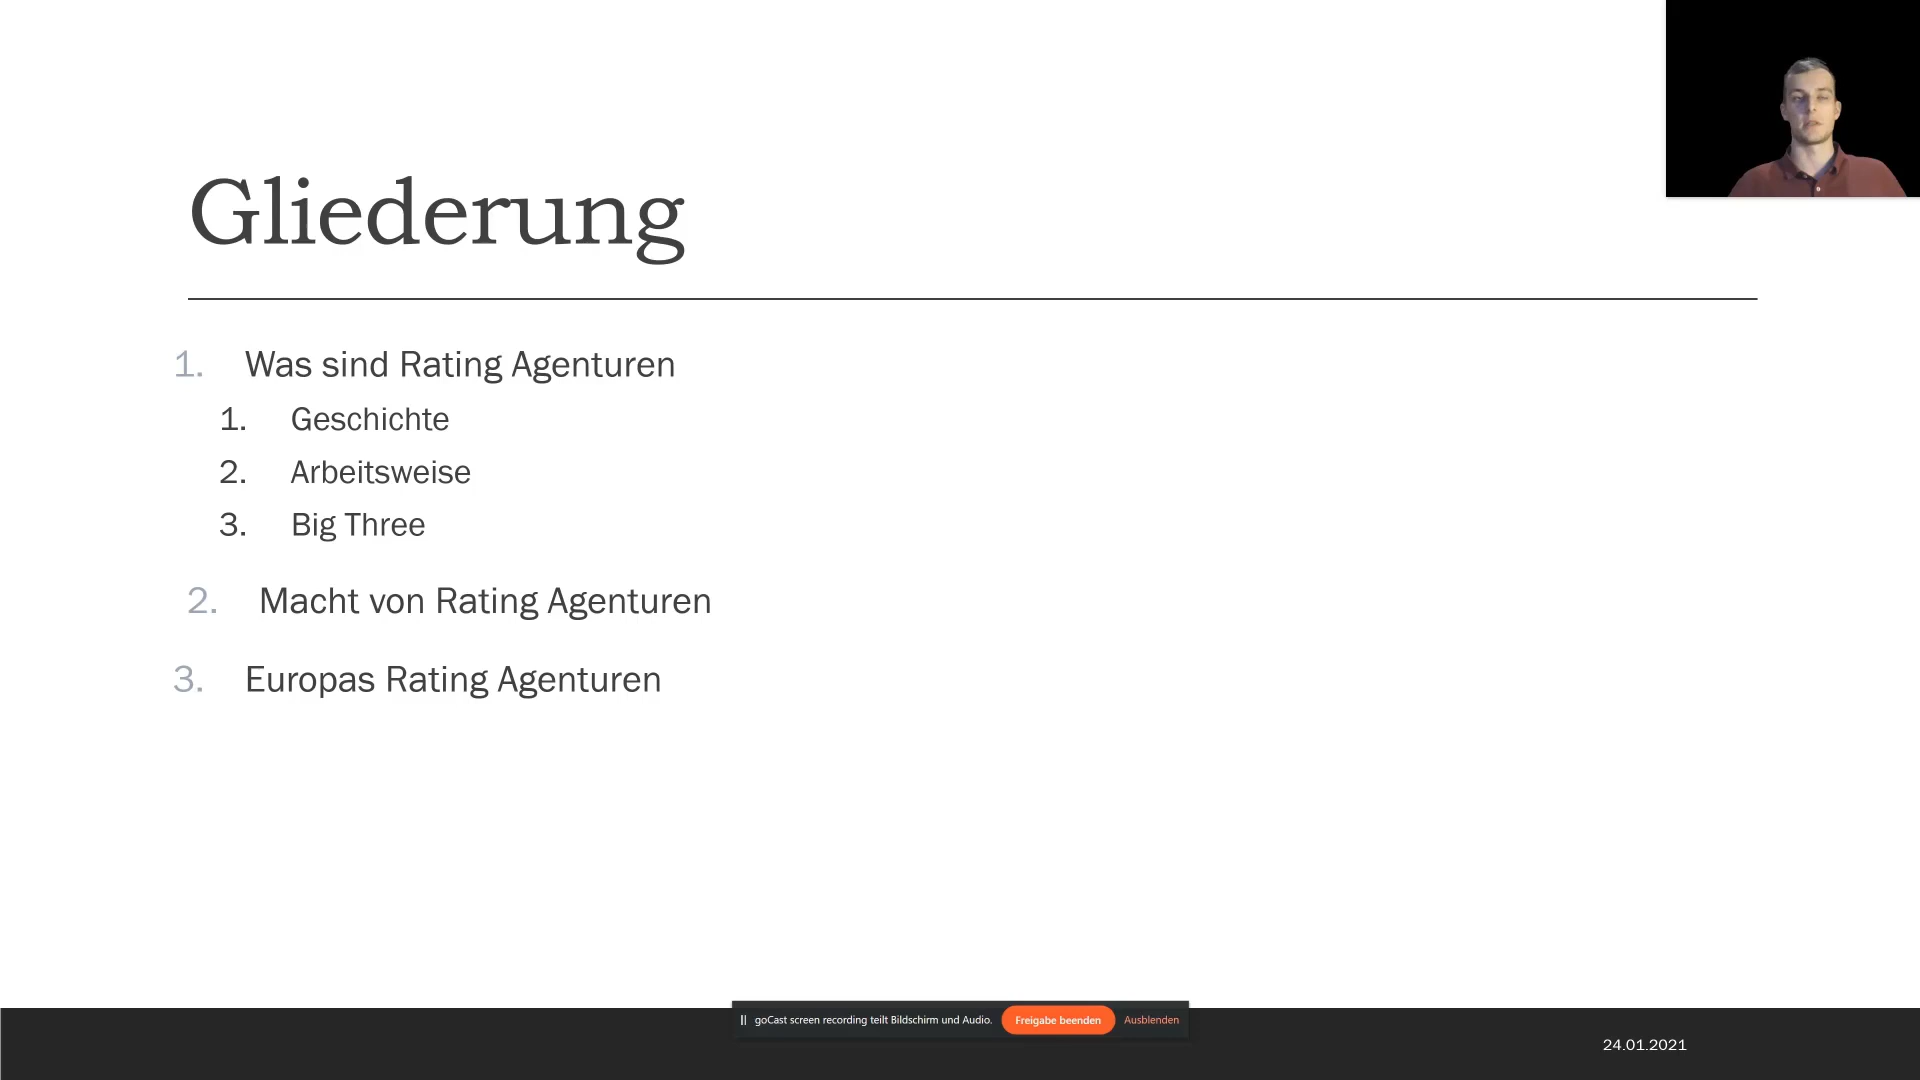 Gliederung
1. Was sind Rating Agenturen
1. Geschichte
2. Arbeitsweise
3. Big Three
2. Macht von Rating Agenturen
3. Europas Rating Agenturen
goCast screen recording teilt Bildschirm und Audio. Freigabe beenden Ausblenden
24.01.2021